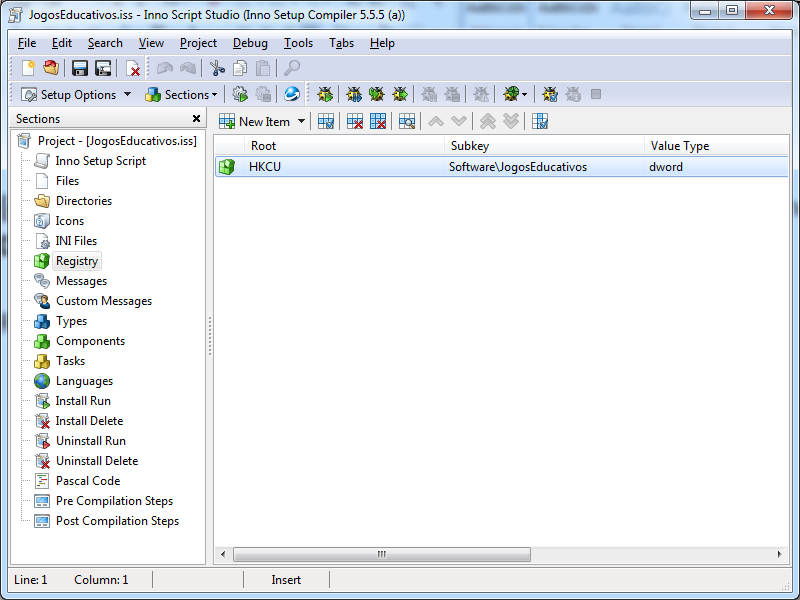 JogosEducativos.iss - Inno Script Studio (Inno Setup Compiler 5.5.5 (a))
File Edit Search View Project Debug Tools Tabs Help
Setup Options Sections
Sections
New Item
Project - [JogosEducativos.iss]
Inno Setup Script
Files
Directories
Icons
INI Files
Registry
Messages
Custom Messages
Types
Components
Tasks
Languages
Install Run
Install Delete
Uninstall Run
Uninstall Delete
Pascal Code
Pre Compilation Steps
Post Compilation Steps
Root Subkey Value Type
HKCU Software\JogosEducativos dword
Line: 1 Column: 1 Insert